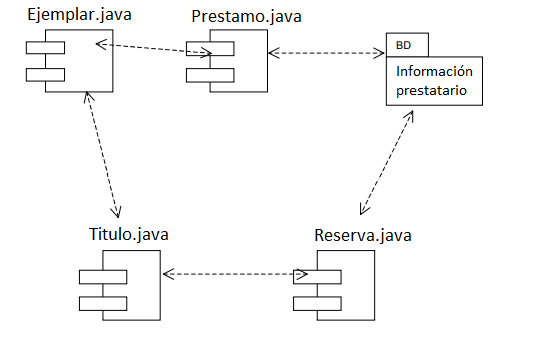 Ejemplar.java
Prestamo.java
BD
Información
prestatario
Titulo.java
Reserva.java